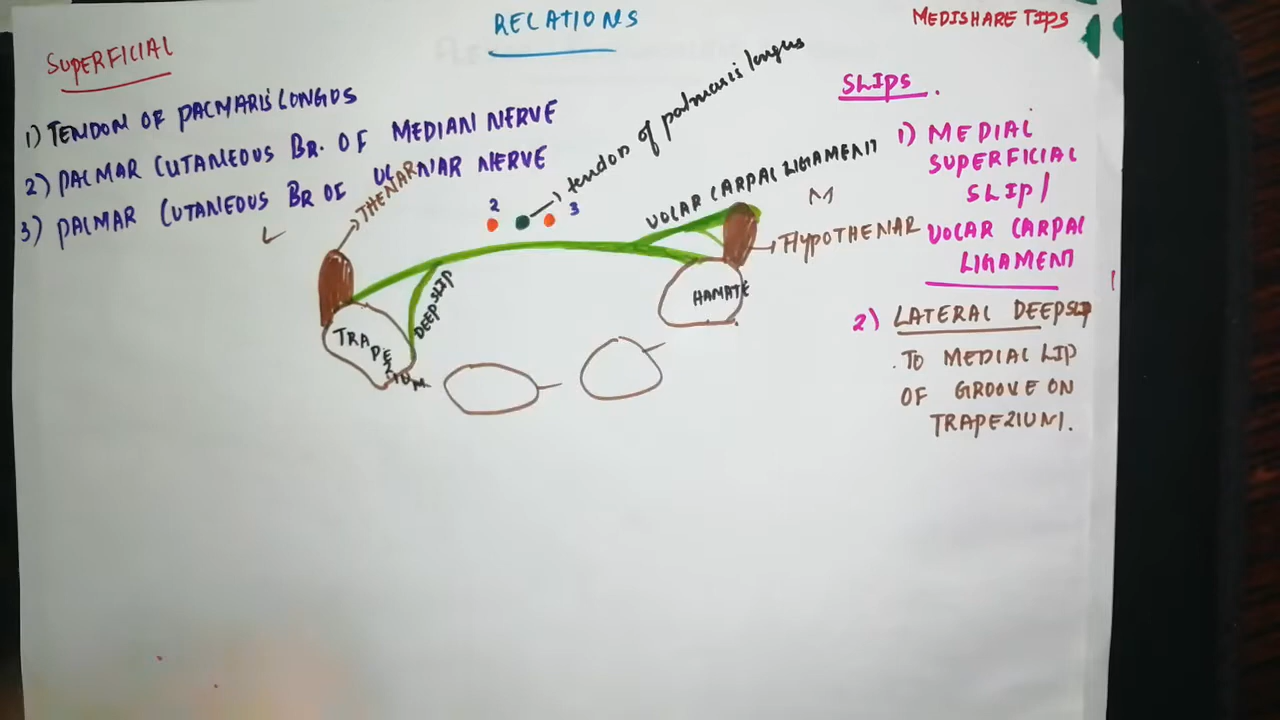 RELATIONS
MEDISHARE TIPS
SUPERFICIAL
1) TENDON OF PALMARIS LONGUS
2) PALMAR CUTANEOUS BR. OF MEDIAN NERVE
3) PALMAR CUTANEOUS BR OF ULNAR NERVE
L
THENAR
2
3
tendon of palmaris longus
VOLAR CARPAL LIGAMENT
M
HYPOTHENAR
HAMATE
DEEP SLIP
TRAPEZIUM
SLIPS.
1) MEDIAL
SUPERFICIAL
SLIP/
VOLAR CARPAL
LIGAMENT
2) LATERAL DEEP SLIP
. TO MEDIAL LIP
OF GROOVE ON
TRAPEZIUM.